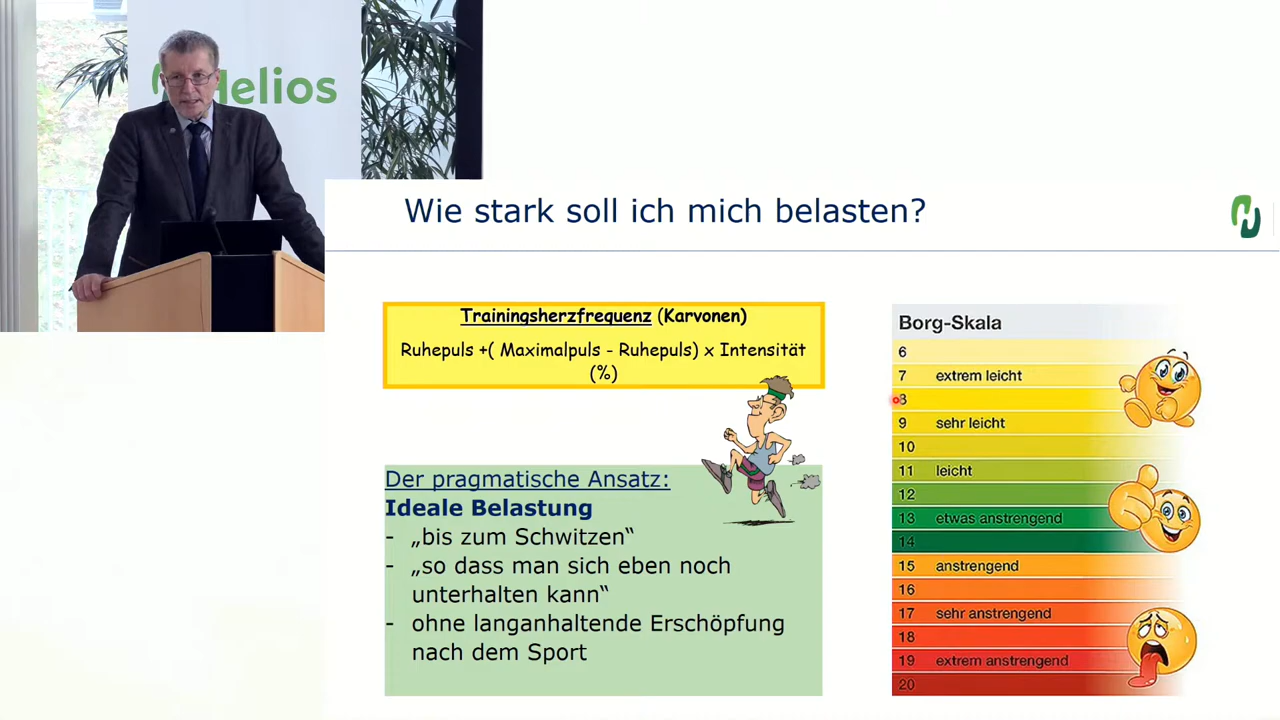 Helios
Wie stark soll ich mich belasten?
Trainingsherzfrequenz (Karvonen)
Ruhepuls +( Maximalpuls - Ruhepuls) x Intensität
(%)
Der pragmatische Ansatz:
Ideale Belastung
- „bis zum Schwitzen“
- „so dass man sich eben noch
unterhalten kann“
- ohne langanhaltende Erschöpfung
nach dem Sport
Borg-Skala
6
7 extrem leicht
8
9 sehr leicht
10
11 leicht
12
13 etwas anstrengend
14
15 anstrengend
16
17 sehr anstrengend
18
19 extrem anstrengend
20